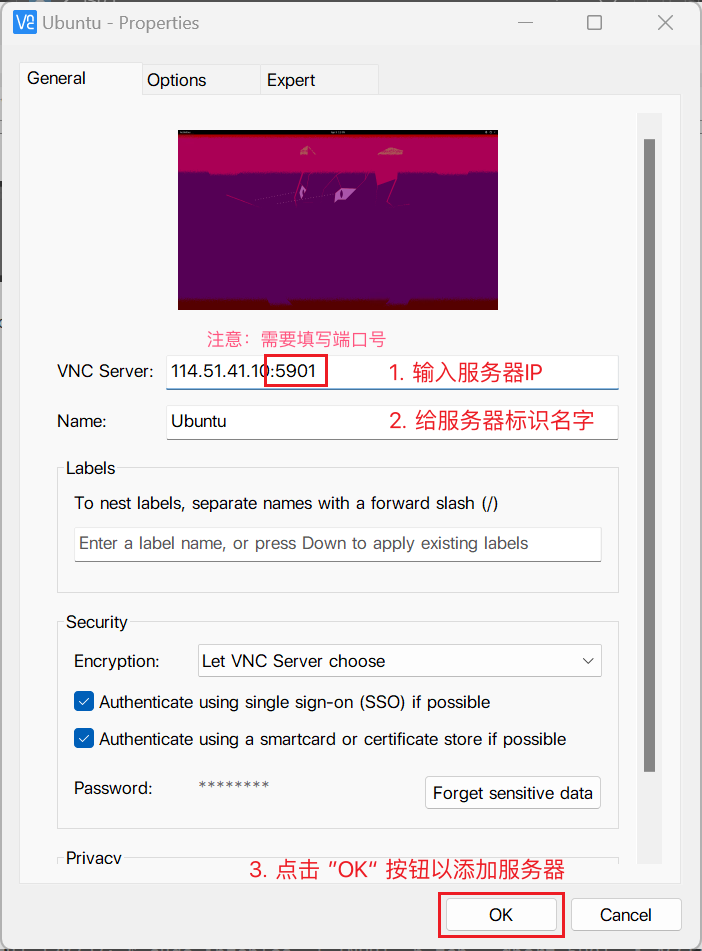 Ubuntu - Properties
General
Options
Expert
注意：需要填写端口号
VNC Server:
114.51.41.10:5901
1. 输入服务器IP
Name:
Ubuntu
2. 给服务器标识名字
Labels
To nest labels, separate names with a forward slash (/)
Enter a label name, or press Down to apply existing labels
Security
Encryption:
Let VNC Server choose
Authenticate using single sign-on (SSO) if possible
Authenticate using a smartcard or certificate store if possible
Password:
********
Forget sensitive data
Privacy
3. 点击 “OK“ 按钮以添加服务器
OK
Cancel